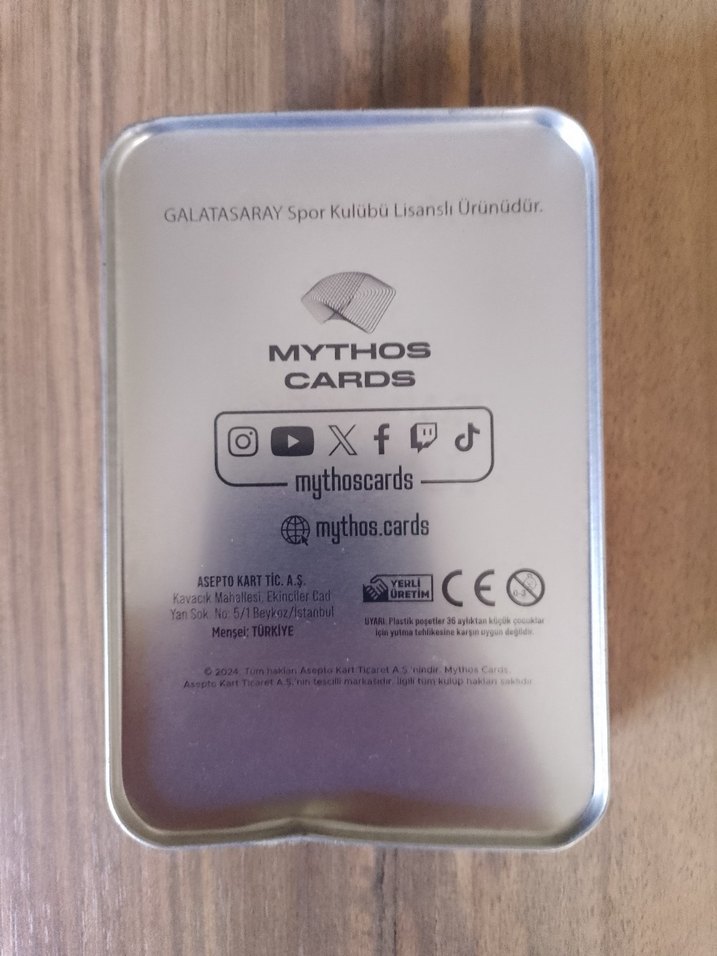 GALATASARAY Spor Kulübü Lisanslı Ürünüdür.
MYTHOS
CARDS
mythoscards
mythos.cards
ASEPTO KART TİC. A.Ş.
Kavacık Mahallesi, Ekinciler Cad
Yan Sok. No: 5/1 Beykoz/İstanbul
Menşei; TÜRKİYE
YERLİ
ÜRETİM
CE
0-3
UYARI. Plastik poşetler 36 aylıktan küçük çocuklar
için yutma tehlikesine karşın uygun değildir.
© 2024. Tüm hakları Asepto Kart Ticaret A.Ş.'nindir. Mythos Cards,
Asepto Kart Ticaret A.Ş.'nin tescilli markasıdır. İlgili tüm kulüp hakları saklıdır.